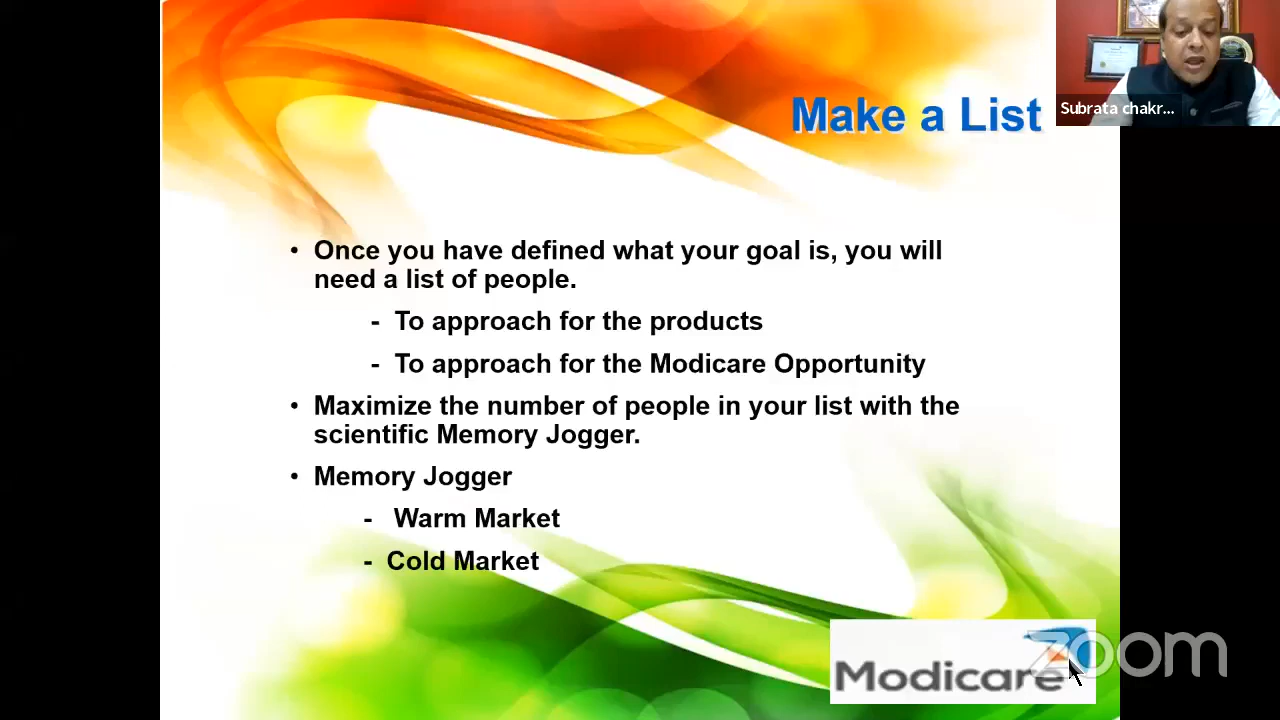 Make a List
Subrata chakr...
• Once you have defined what your goal is, you will
need a list of people.
- To approach for the products
- To approach for the Modicare Opportunity
• Maximize the number of people in your list with the
scientific Memory Jogger.
• Memory Jogger
- Warm Market
- Cold Market
Modicare
zoom